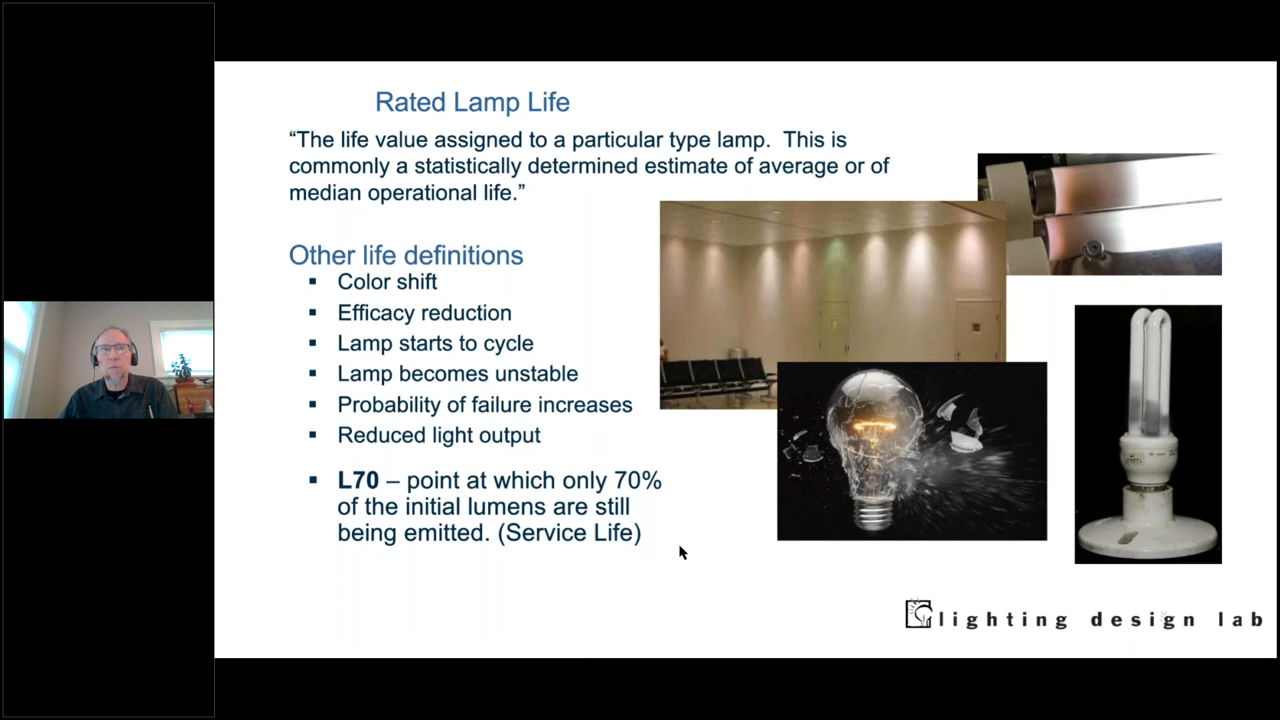 Rated Lamp Life
“The life value assigned to a particular type lamp.  This is
commonly a statistically determined estimate of average or of
median operational life.”
Other life definitions
▪ Color shift
▪ Efficacy reduction
▪ Lamp starts to cycle
▪ Lamp becomes unstable
▪ Probability of failure increases
▪ Reduced light output
▪ L70 – point at which only 70%
of the initial lumens are still
being emitted. (Service Life)
lighting design lab